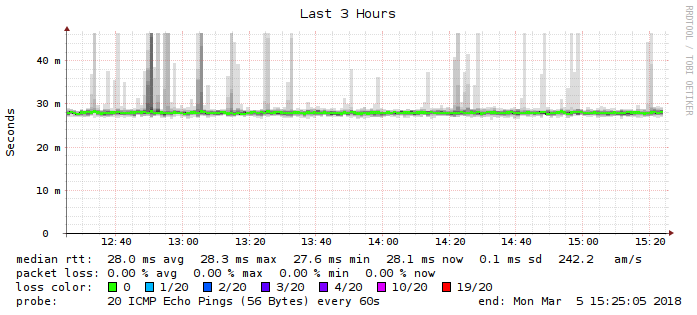 Last 3 Hours
RRDTOOL / TOBI OETIKER
Seconds
40 m
30 m
20 m
10 m
0
12:40 13:00 13:20 13:40 14:00 14:20 14:40 15:00 15:20
median rtt: 28.0 ms avg 28.3 ms max 27.6 ms min 28.1 ms now 0.1 ms sd 242.2 am/s
packet loss: 0.00 % avg 0.00 % max 0.00 % min 0.00 % now
loss color: 0 1/20 2/20 3/20 4/20 10/20 19/20
probe: 20 ICMP Echo Pings (56 Bytes) every 60s end: Mon Mar 5 15:25:05 2018